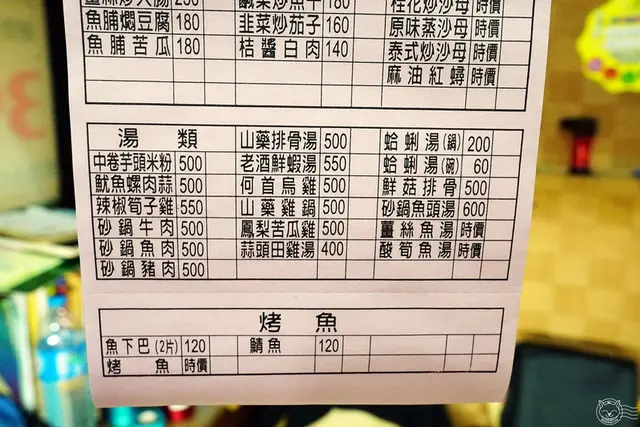 魚脯燜豆腐 180 韭菜炒茄子 160 原味蒸沙母 時價
魚脯苦瓜 180 桔醬白肉 140 泰式炒沙母 時價
麻油紅蟳 時價
湯類 山藥排骨湯 500 蛤蜊湯(鍋) 200
中卷芋頭米粉 500 老酒鮮蝦湯 550 蛤蜊湯(碗) 60
魷魚螺肉蒜 500 何首烏雞 500 鮮菇排骨 500
辣椒筍子雞 550 山藥雞鍋 500 砂鍋魚頭湯 600
砂鍋牛肉 500 鳳梨苦瓜雞 500 薑絲魚湯 時價
砂鍋魚肉 500 蒜頭田雞湯 400 酸筍魚湯 時價
砂鍋豬肉 500
烤魚
魚下巴(2片) 120 鯖魚 120
烤魚 時價